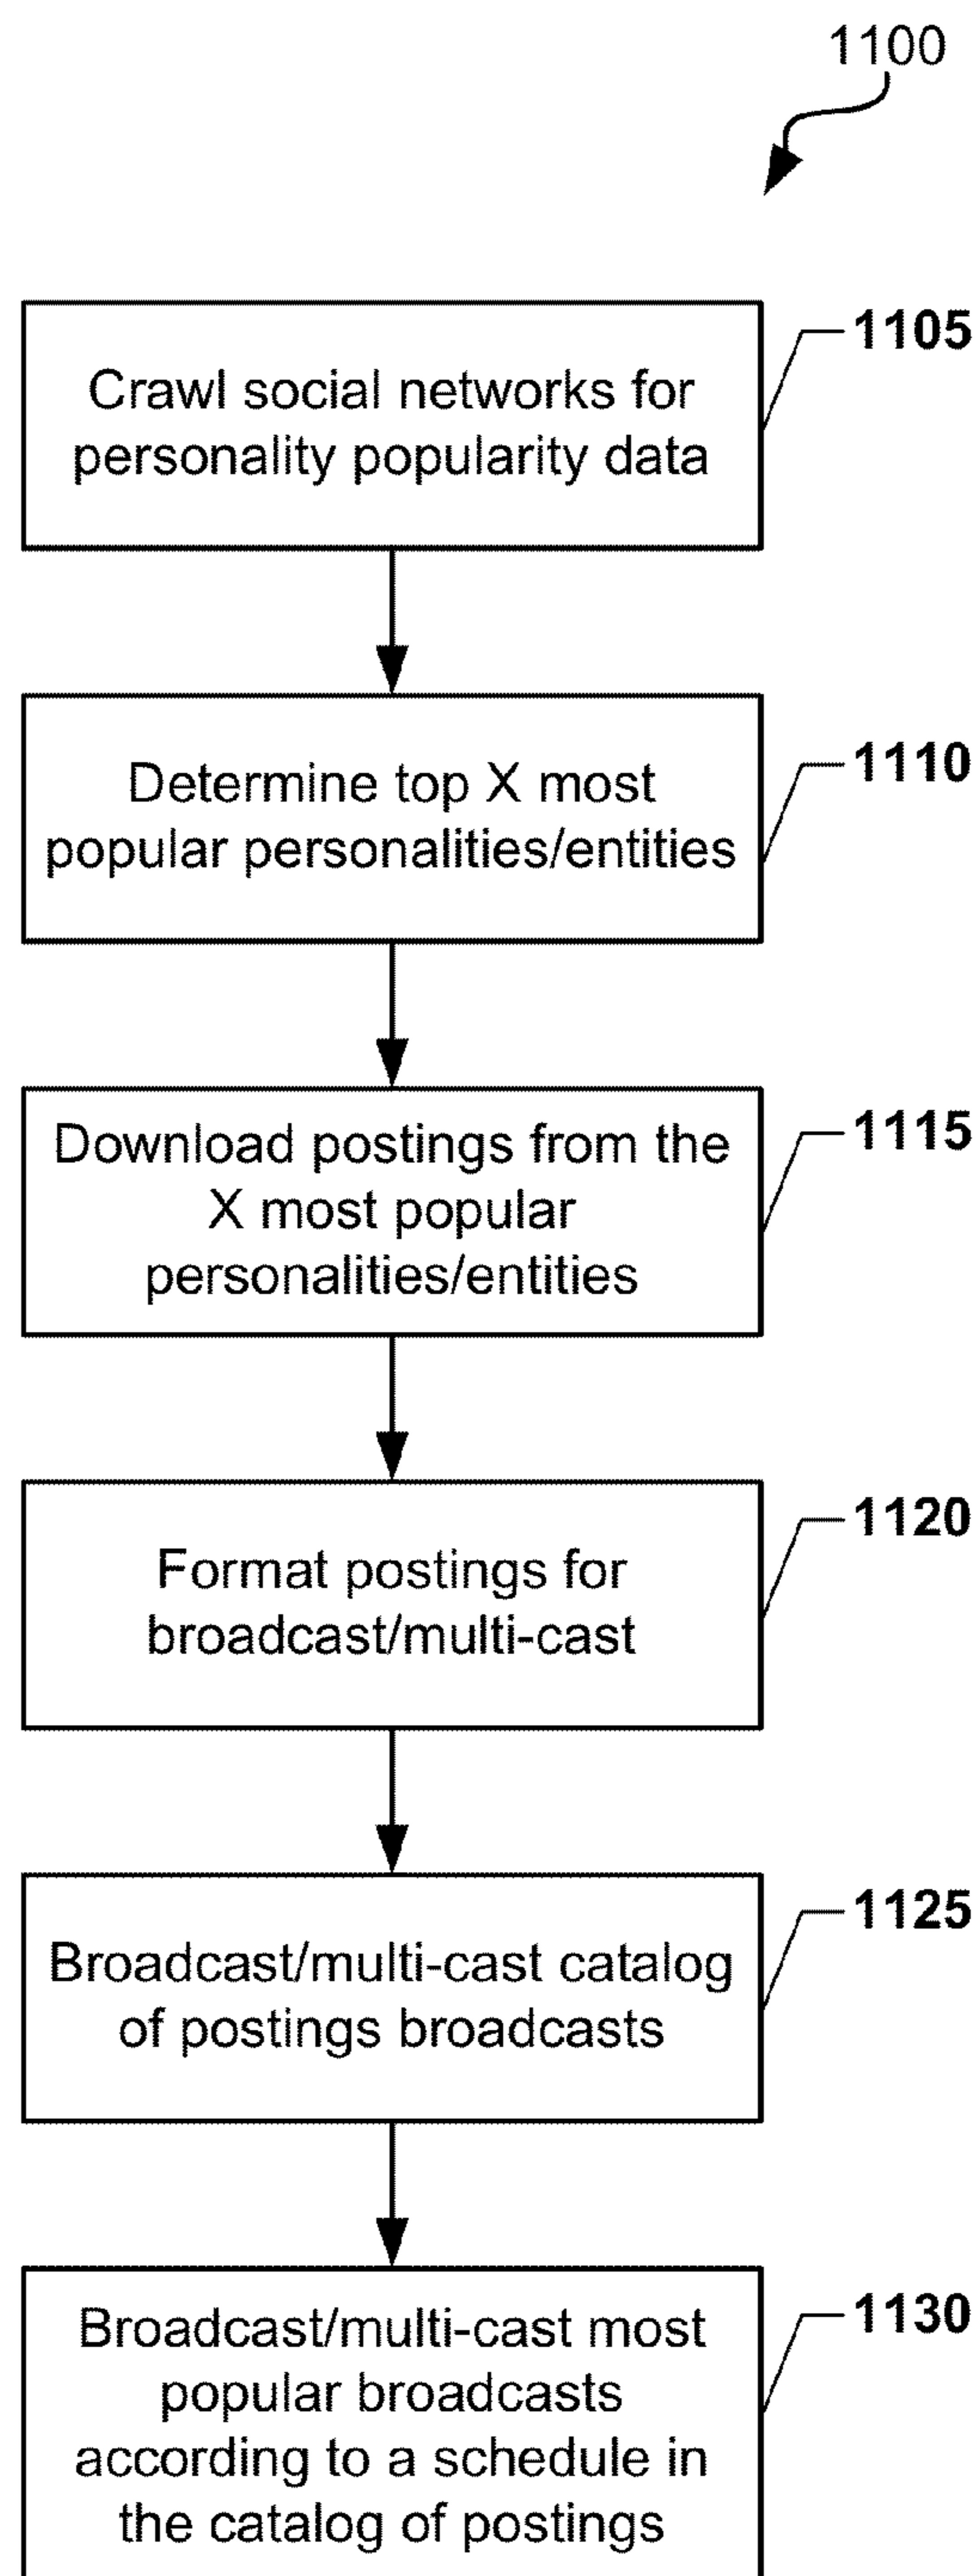 1100
1105
Crawl social networks for
personality popularity data
1110
Determine top X most
popular personalities/entities
1115
Download postings from the
X most popular
personalities/entities
1120
Format postings for
broadcast/multi-cast
1125
Broadcast/multi-cast catalog
of postings broadcasts
1130
Broadcast/multi-cast most
popular broadcasts
according to a schedule in
the catalog of postings